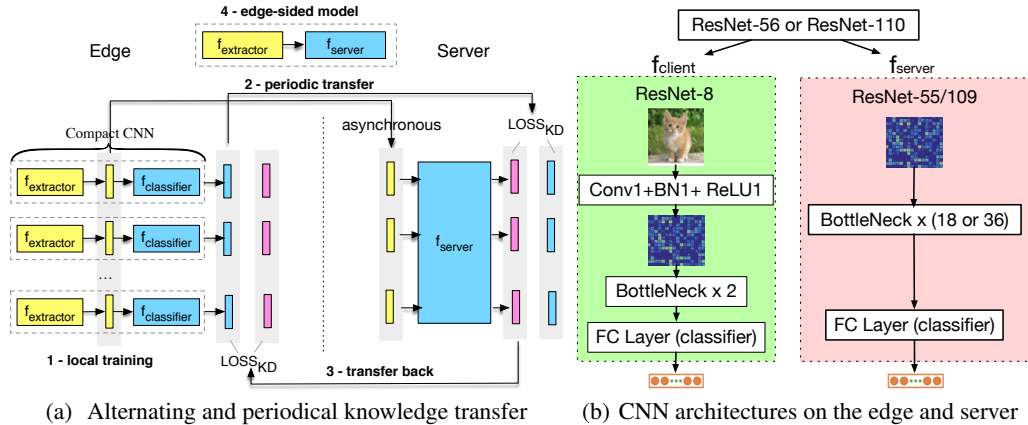 4 - edge-sided model
Edge
f_extractor
f_server
Server
2 - periodic transfer
Compact CNN
asynchronous
LOSS_KD
f_extractor
f_classifier
f_extractor
f_classifier
...
f_extractor
f_classifier
f_server
1 - local training
LOSS_KD
3 - transfer back
(a) Alternating and periodical knowledge transfer
ResNet-56 or ResNet-110
f_client
f_server
ResNet-8
Conv1+BN1+ ReLU1
BottleNeck x 2
FC Layer (classifier)
ResNet-55/109
BottleNeck x (18 or 36)
FC Layer (classifier)
(b) CNN architectures on the edge and server